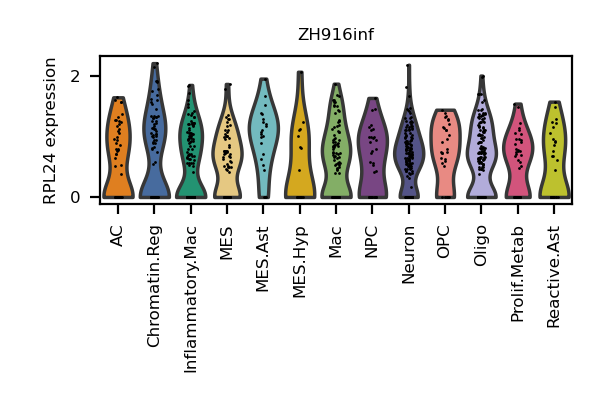 ZH916inf
RPL24 expression
2
0
AC
Chromatin.Reg
Inflammatory.Mac
MES
MES.Ast
MES.Hyp
Mac
NPC
Neuron
OPC
Oligo
Prolif.Metab
Reactive.Ast